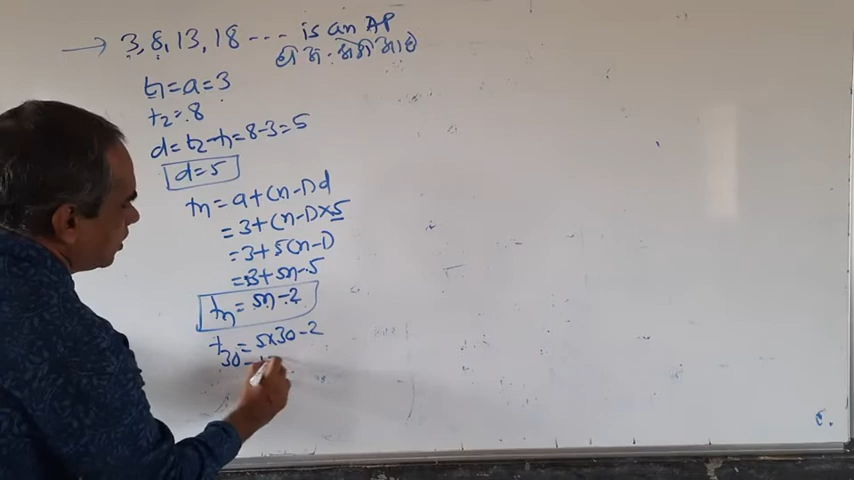 → 3, 8, 13, 18 --- is an AP
t₁=a=3
t₂=8
d=t₂-t₁=8-3=5
d=5
tn=a+(n-1)d
=3+(n-1)×5
=3+5(n-1)
=3+5n-5
tn=5n-2
t30=5×30-2